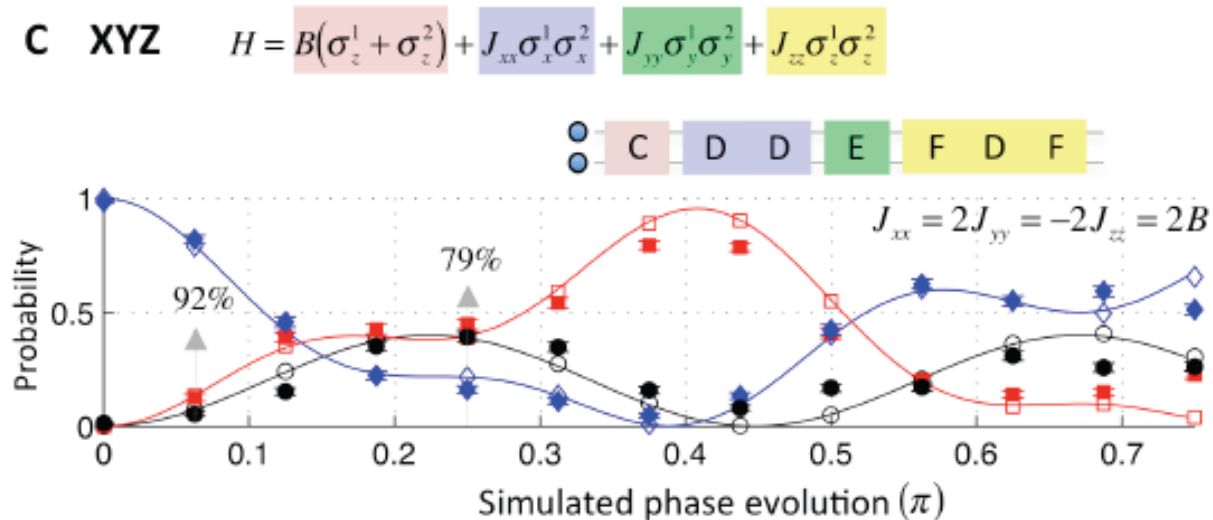 C XYZ H = B(σ_z^1 + σ_z^2) + J_xx σ_x^1 σ_x^2 + J_yy σ_y^1 σ_y^2 + J_zz σ_z^1 σ_z^2
C D D E F D F
J_xx = 2J_yy = -2J_zz = 2B
79%
92%
Probability
1
0.5
0
0 0.1 0.2 0.3 0.4 0.5 0.6 0.7
Simulated phase evolution (π)